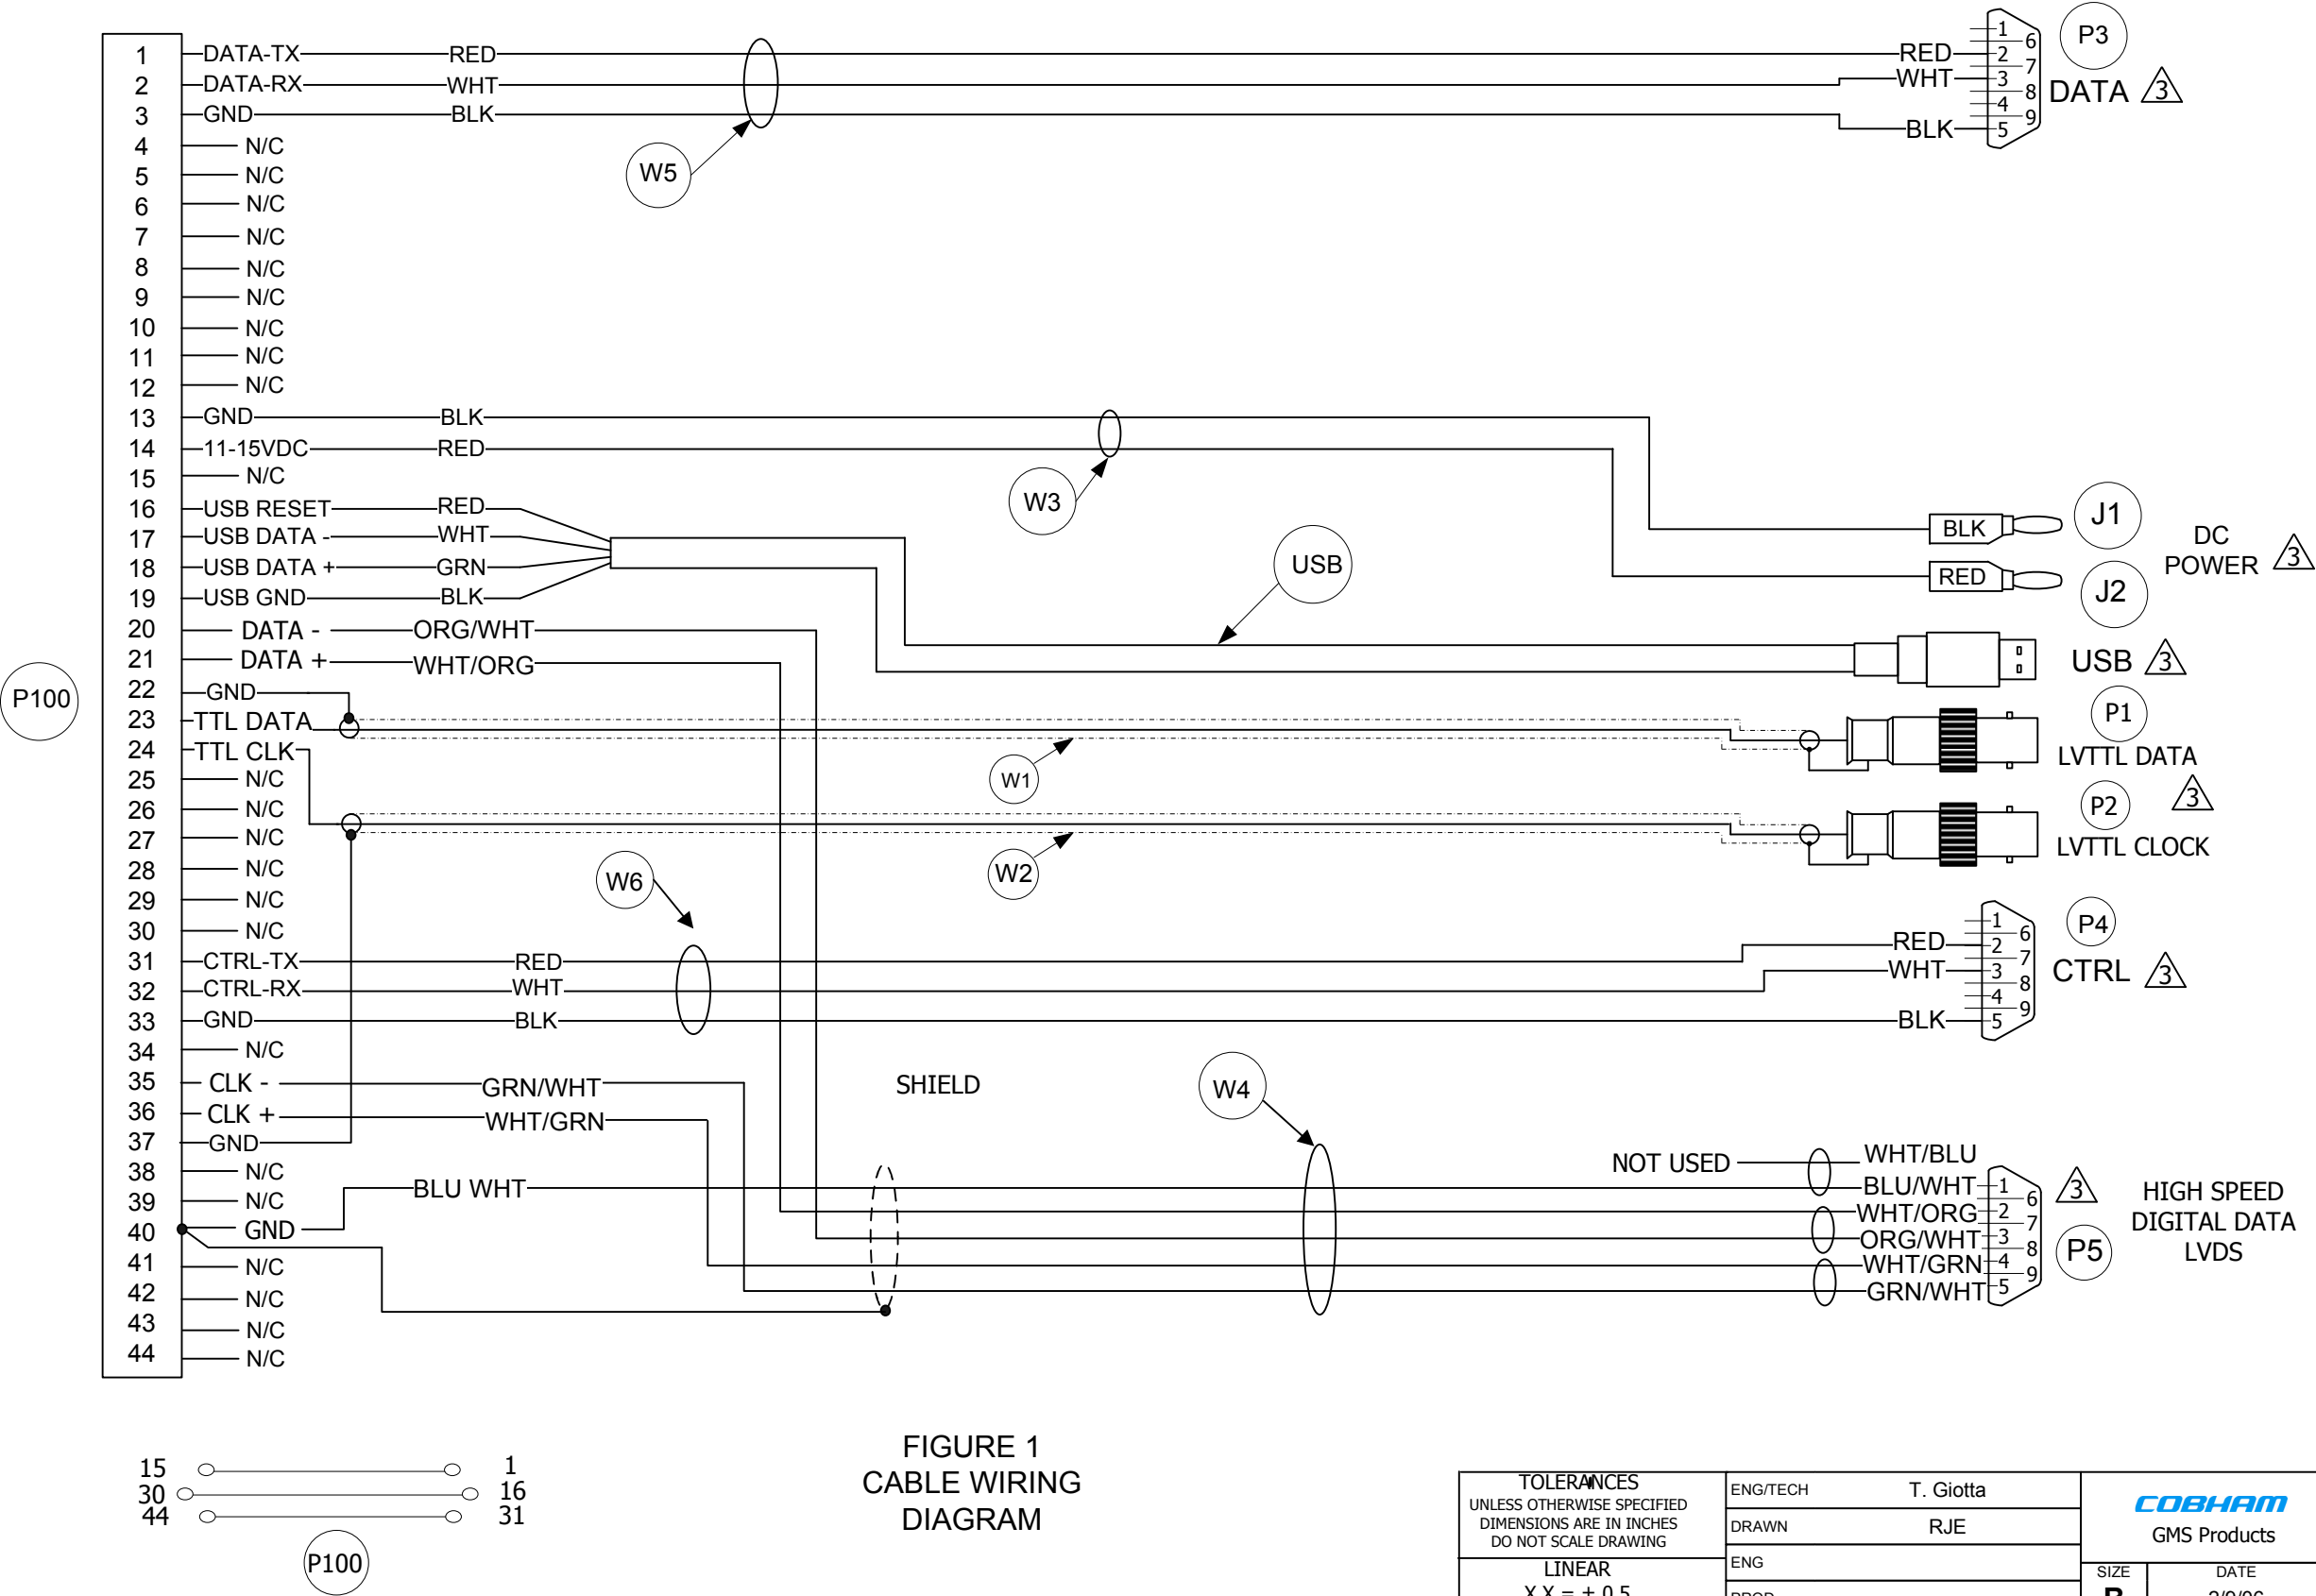 1 DATA-TX RED RED 1 6 2 P3
2 DATA-RX WHT WHT 3 7 8 DATA 3
3 GND BLK BLK 4 9 5
4 N/C
5 N/C W5
6 N/C
7 N/C
8 N/C
9 N/C
10 N/C
11 N/C
12 N/C
13 GND BLK
14 11-15VDC RED
15 N/C W3
16 USB RESET RED BLK J1 DC
17 USB DATA - WHT USB POWER 3
18 USB DATA + GRN RED
19 USB GND BLK J2
20 DATA - ORG/WHT
21 DATA + WHT/ORG USB 3
P100
22 GND
23 TTL DATA P1
24 TTL CLK LVTTL DATA
25 N/C W1
26 N/C P2 3
27 N/C LVTTL CLOCK
28 N/C W6 W2
29 N/C
30 N/C 1 P4
31 CTRL-TX RED RED 6 2
32 CTRL-RX WHT WHT 7 3 8 CTRL 3
33 GND BLK BLK 4 9 5
34 N/C
35 CLK - GRN/WHT SHIELD W4
36 CLK + WHT/GRN
37 GND NOT USED WHT/BLU
38 N/C BLU WHT BLU/WHT 1 6 3 HIGH SPEED
39 N/C WHT/ORG 2 7 DIGITAL DATA
40 GND ORG/WHT 3 8 P5 LVDS
41 N/C WHT/GRN 4 9
42 N/C GRN/WHT 5
43 N/C
44 N/C
15 1
30 16
44 31
P100
FIGURE 1
CABLE WIRING
DIAGRAM
TOLERANCES
UNLESS OTHERWISE SPECIFIED
DIMENSIONS ARE IN INCHES
DO NOT SCALE DRAWING
LINEAR
X.X = ± 0.5
ENG/TECH T. Giotta
DRAWN RJE
ENG
PROD
COBHAM
GMS Products
SIZE DATE
B 2/9/06